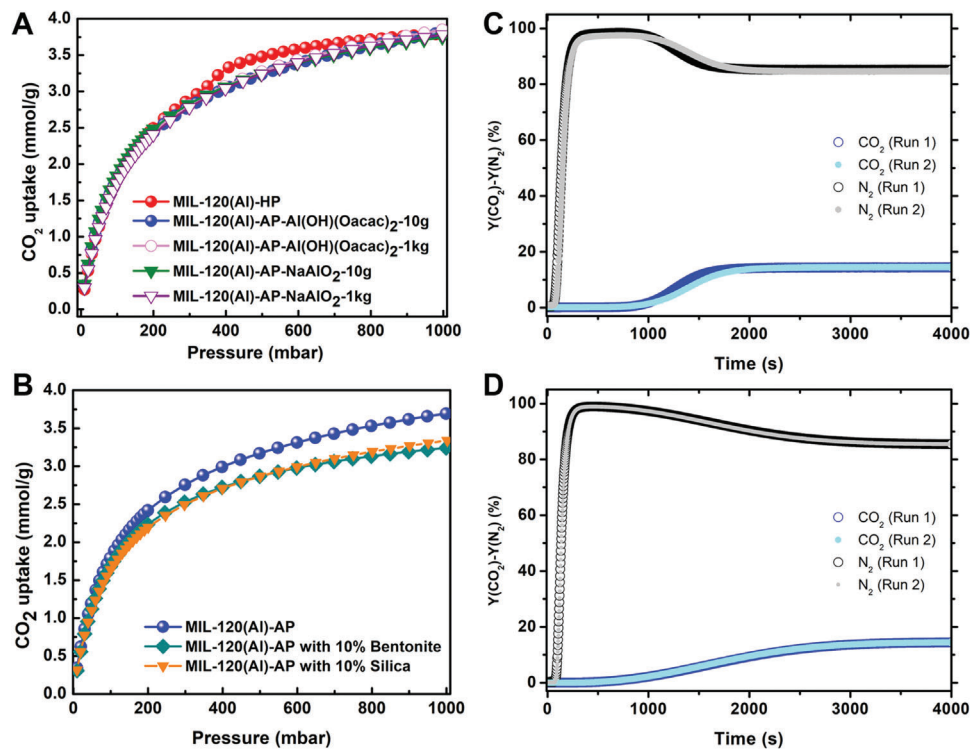 A
CO2 uptake (mmol/g)
4.0
3.5
3.0
2.5
2.0
1.5
1.0
0.5
0.0
MIL-120(Al)-HP
MIL-120(Al)-AP-Al(OH)(Oacac)2-10g
MIL-120(Al)-AP-Al(OH)(Oacac)2-1kg
MIL-120(Al)-AP-NaAlO2-10g
MIL-120(Al)-AP-NaAlO2-1kg
0 200 400 600 800 1000
Pressure (mbar)
C
Y(CO2)-Y(N2) (%)
100
80
60
40
20
0
CO2 (Run 1)
CO2 (Run 2)
N2 (Run 1)
N2 (Run 2)
0 1000 2000 3000 4000
Time (s)
B
CO2 uptake (mmol/g)
4.0
3.5
3.0
2.5
2.0
1.5
1.0
0.5
0.0
MIL-120(Al)-AP
MIL-120(Al)-AP with 10% Bentonite
MIL-120(Al)-AP with 10% Silica
0 200 400 600 800 1000
Pressure (mbar)
D
Y(CO2)-Y(N2) (%)
100
80
60
40
20
0
CO2 (Run 1)
CO2 (Run 2)
N2 (Run 1)
N2 (Run 2)
0 1000 2000 3000 4000
Time (s)